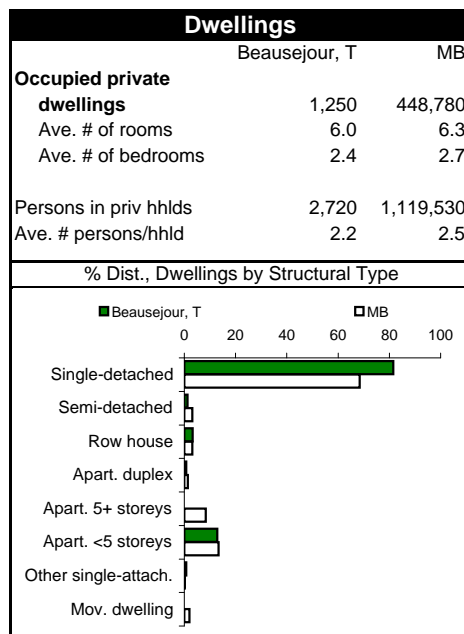 Dwellings
Beausejour, T MB
Occupied private
dwellings 1,250 448,780
Ave. # of rooms 6.0 6.3
Ave. # of bedrooms 2.4 2.7
Persons in priv hhlds 2,720 1,119,530
Ave. # persons/hhld 2.2 2.5
% Dist., Dwellings by Structural Type
Beausejour, T MB
0 20 40 60 80 100
Single-detached
Semi-detached
Row house
Apart. duplex
Apart. 5+ storeys
Apart. <5 storeys
Other single-attach.
Mov. dwelling